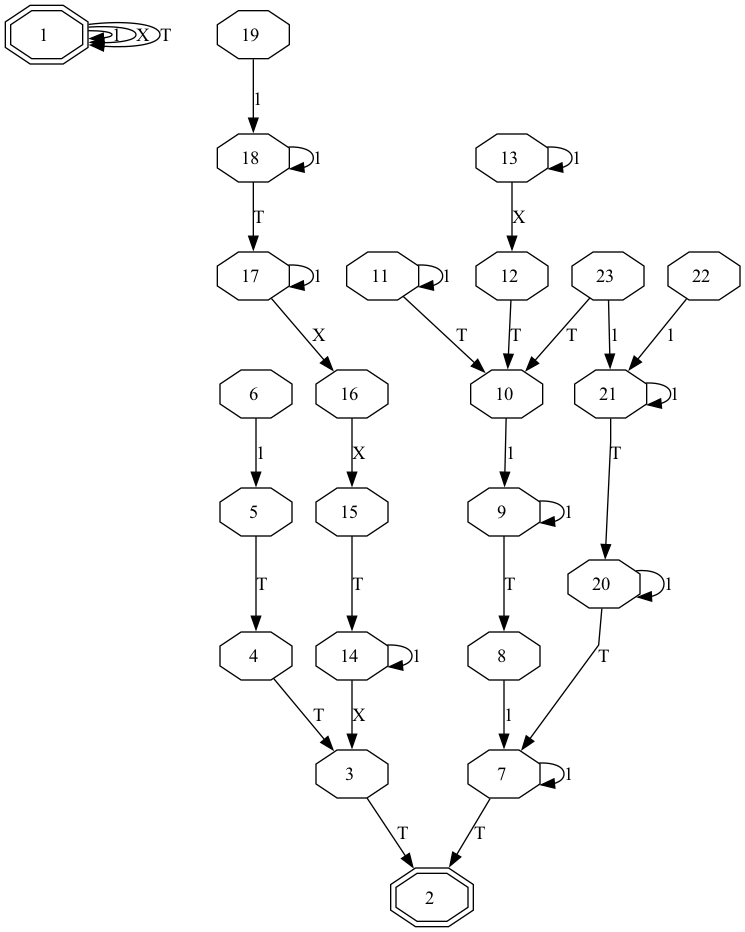 1 1 X T 19
1
18 1 13 1
T X
17 1 11 1 12 23 22
X T T T 1 1
6 16 10 21 1
1 X 1 T
5 15 9 1
T T T 20 1
4 14 1 8
T X 1 T
3 7 1
T T
2